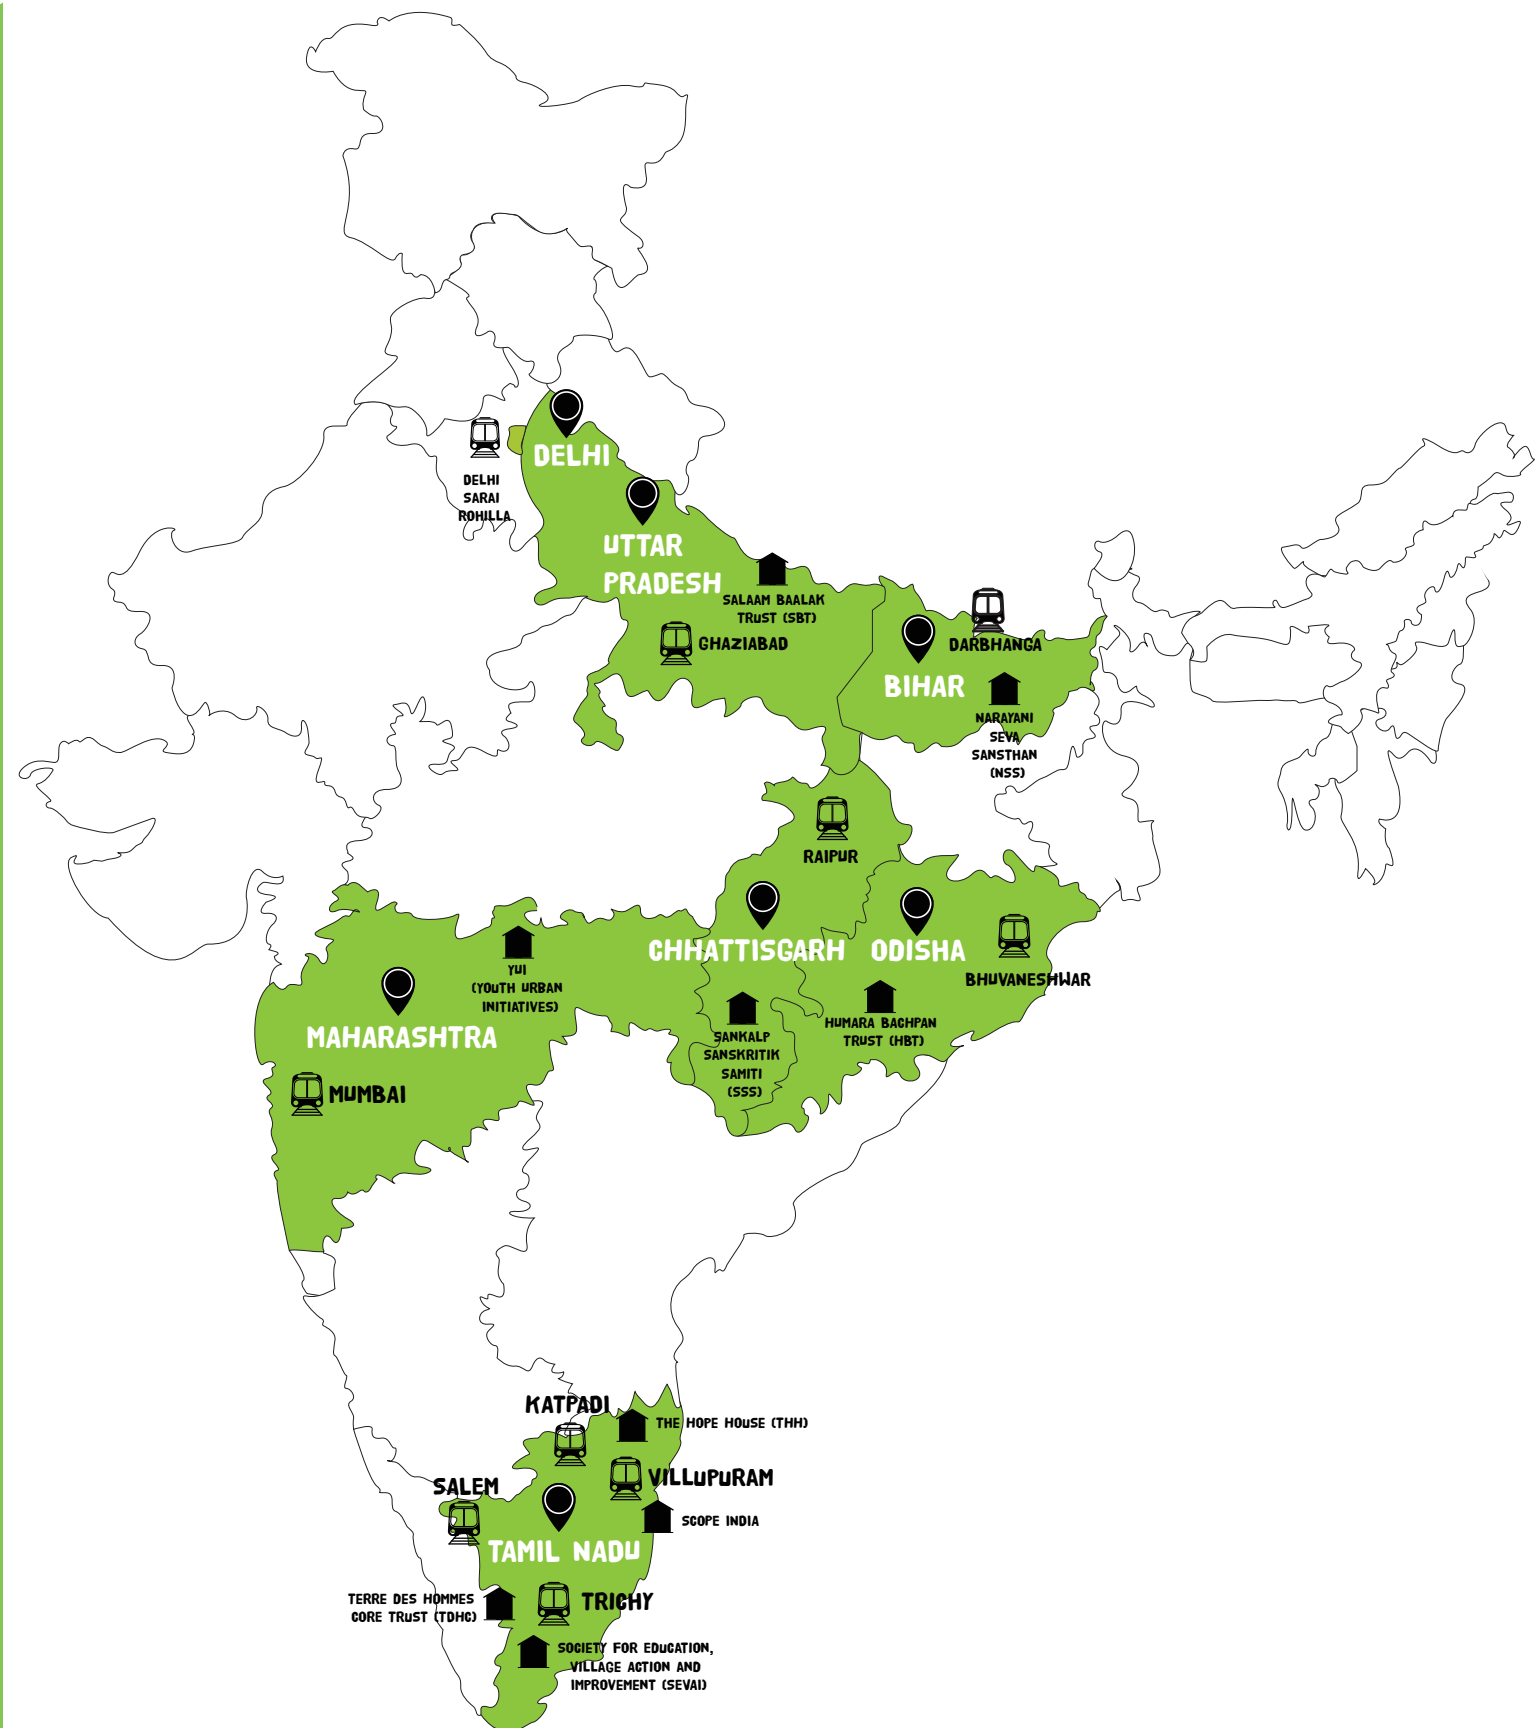 DELHI
DELHI
SARAI
ROHILLA
UTTAR
PRADESH
SALAAM BAALAK
TRUST (SBT)
GHAZIABAD
DARBHANGA
BIHAR
NARAYANI
SEVA
SANSTHAN
(NSS)
RAIPUR
CHHATTISGARH
ODISHA
BHUVANESHWAR
YUI
(YOUTH URBAN
INITIATIVES)
MAHARASHTRA
HUMARA BACHPAN
TRUST (HBT)
SANKALP
SANSKRITIK
SAMITI
(SSS)
MUMBAI
KATPADI
THE HOPE HOUSE (THH)
VILLUPURAM
SALEM
SCOPE INDIA
TAMIL NADU
TERRE DES HOMMES
CORE TRUST (TDHC)
TRICHY
SOCIETY FOR EDUCATION,
VILLAGE ACTION AND
IMPROVEMENT (SEVAI)